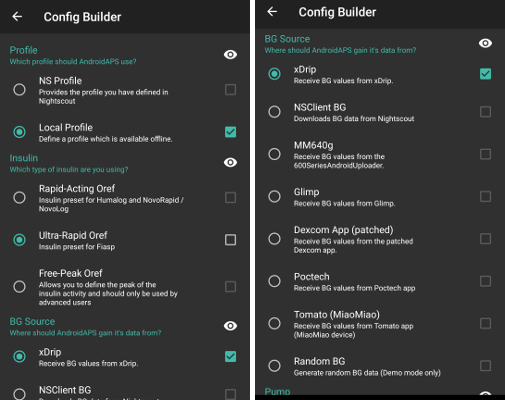 Config Builder
Profile
Which profile should AndroidAPS use?
NS Profile
Provides the profile you have defined in
Nightscout
Local Profile
Define a profile which is available offline.
Insulin
Which type of insulin are you using?
Rapid-Acting Oref
Insulin preset for Humalog and NovoRapid /
NovoLog
Ultra-Rapid Oref
Insulin preset for Fiasp
Free-Peak Oref
Allows you to define the peak of the
insulin activity and should only be used by
advanced users
BG Source
Where should AndroidAPS gain it's data from?
xDrip
Receive BG values from xDrip.
NSClient BG
Config Builder
BG Source
Where should AndroidAPS gain it's data from?
xDrip
Receive BG values from xDrip.
NSClient BG
Downloads BG data from Nightscout
MM640g
Receive BG values from the
600SeriesAndroidUploader.
Glimp
Receive BG values from Glimp.
Dexcom App (patched)
Receive BG values from the patched
Dexcom app.
Poctech
Receive BG values from Poctech app
Tomato (MiaoMiao)
Receive BG values from Tomato app
(MiaoMiao device)
Random BG
Generate random BG data (Demo mode only)
Pump